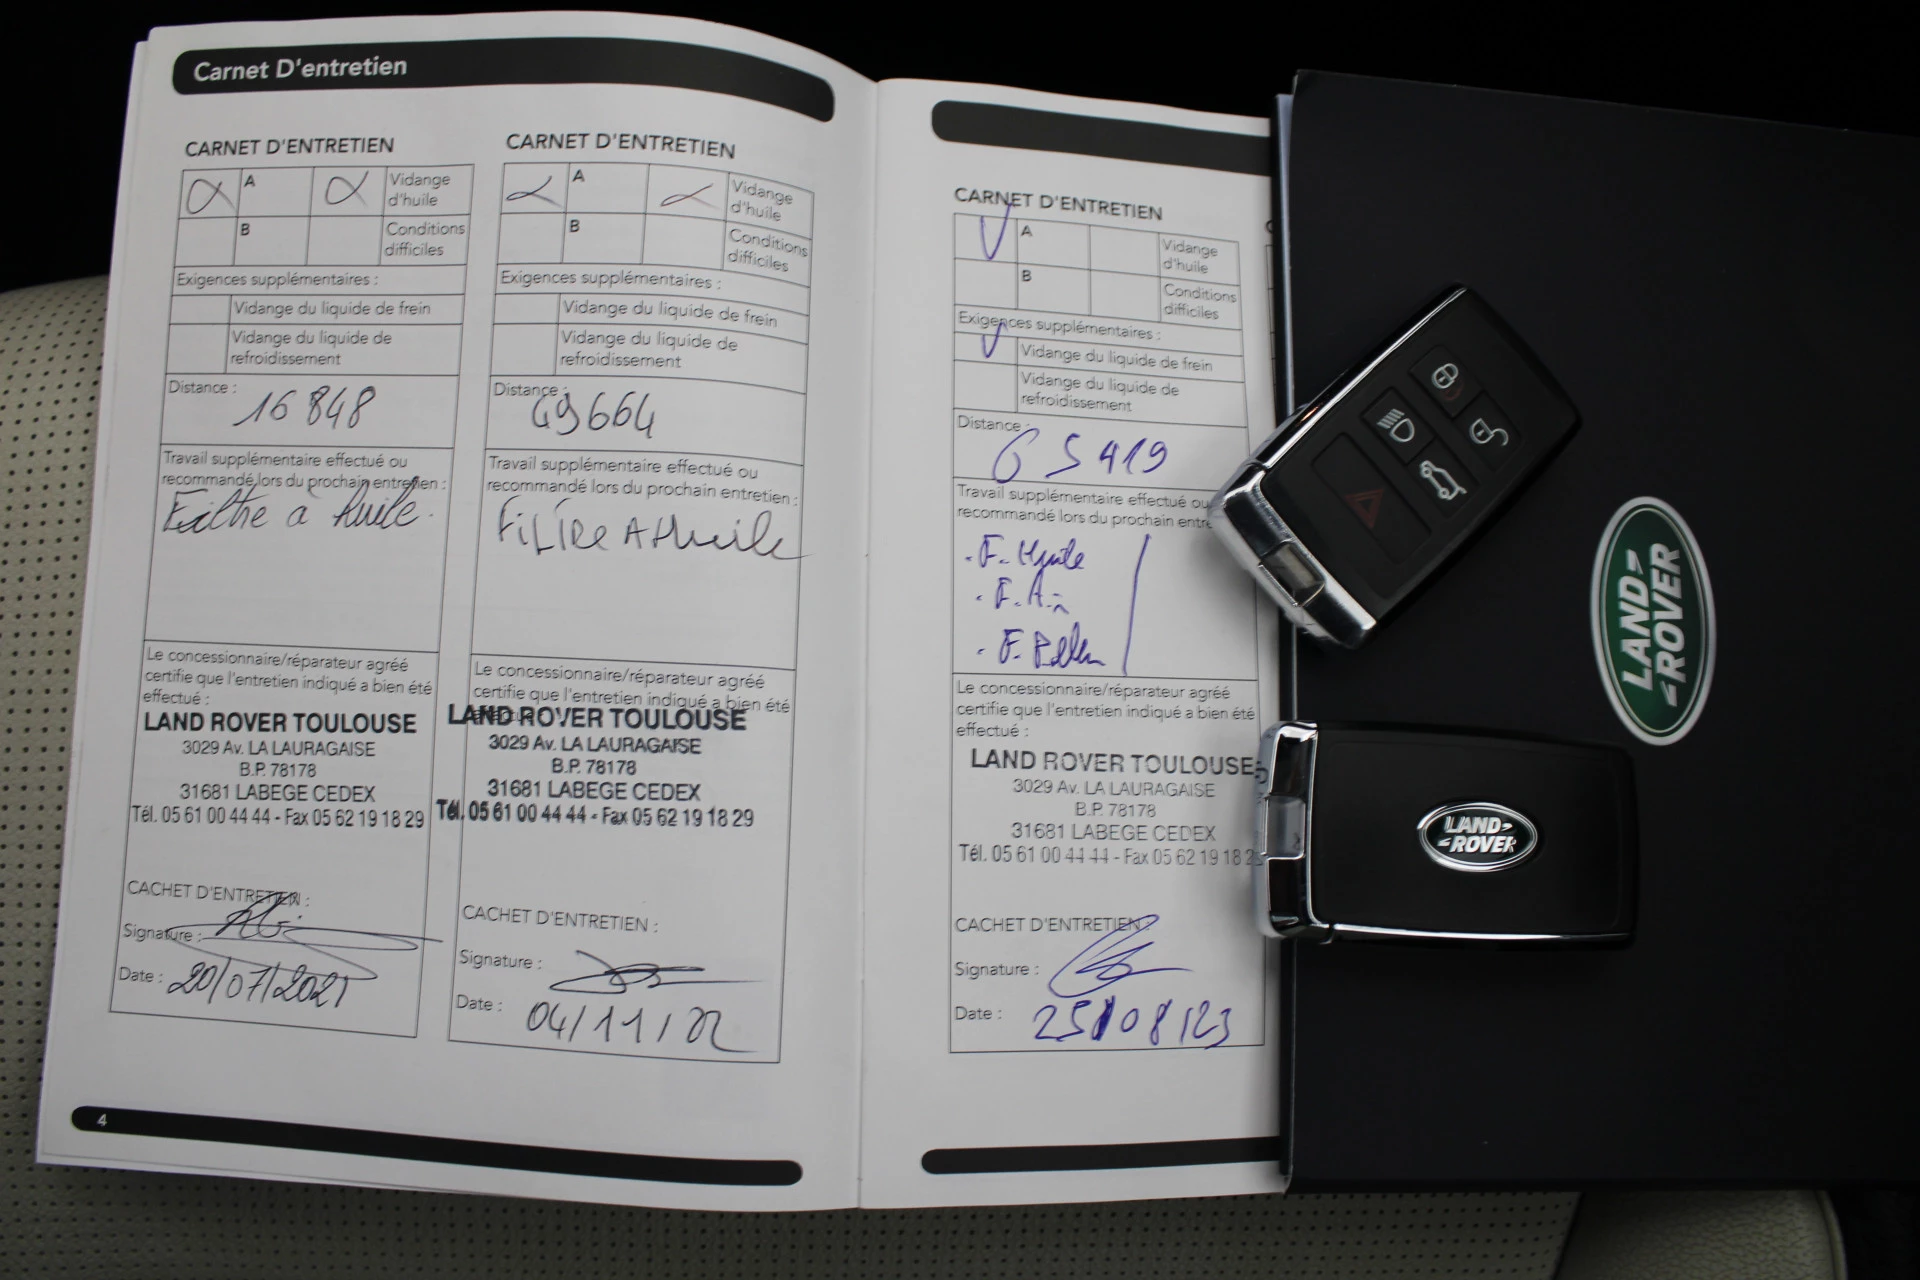 Carnet D'entretien
CARNET D'ENTRETIEN
A
Vidange
d'huile
B
Conditions
difficiles
Exigences supplémentaires :
Vidange du liquide de frein
Vidange du liquide de
refroidissement
Distance :
16 848
Travail supplémentaire effectué ou
recommandé lors du prochain entretien :
Filtre à huile.
Le concessionnaire/réparateur agréé
certifie que l'entretien indiqué a bien été
effectué :
LAND ROVER TOULOUSE
3029 Av. LA LAURAGAISE
B.P. 78178
31681 LABEGE CEDEX
Tél. 05 61 00 44 44 - Fax 05 62 19 18 29
CACHET D'ENTRETIEN :
Signature :
Date : 20/07/2021
4
CARNET D'ENTRETIEN
A
Vidange
d'huile
B
Conditions
difficiles
Exigences supplémentaires :
Vidange du liquide de frein
Vidange du liquide de
refroidissement
Distance :
49664
Travail supplémentaire effectué ou
recommandé lors du prochain entretien :
FiLTRe A Huile
Le concessionnaire/réparateur agréé
certifie que l'entretien indiqué a bien été
LAND ROVER TOULOUSE
3029 Av. LA LAURAGAISE
B.P. 78178
31681 LABEGE CEDEX
Tél. 05 61 00 44 44 - Fax 05 62 19 18 29
CACHET D'ENTRETIEN :
Signature :
Date : 04/11/22
CARNET D'ENTRETIEN
A
Vidange
d'huile
B
Conditions
difficiles
Exigences supplémentaires :
Vidange du liquide de frein
Vidange du liquide de
refroidissement
Distance :
65419
Travail supplémentaire effectué ou
recommandé lors du prochain
. F. Huile
. F. Air
. F. Pollen
Le concessionnaire/réparateur agréé
certifie que l'entretien indiqué a bien été
effectué :
LAND ROVER TOULOUSE
3029 Av. LA LAURAGAISE
B.P. 78178
31681 LABEGE CEDEX
Tél. 05 61 00 44 44 - Fax 05 62 19 18
CACHET D'ENTRETIEN :
Signature :
Date : 25/08/23
LAND
ROVER
LAND
ROVER